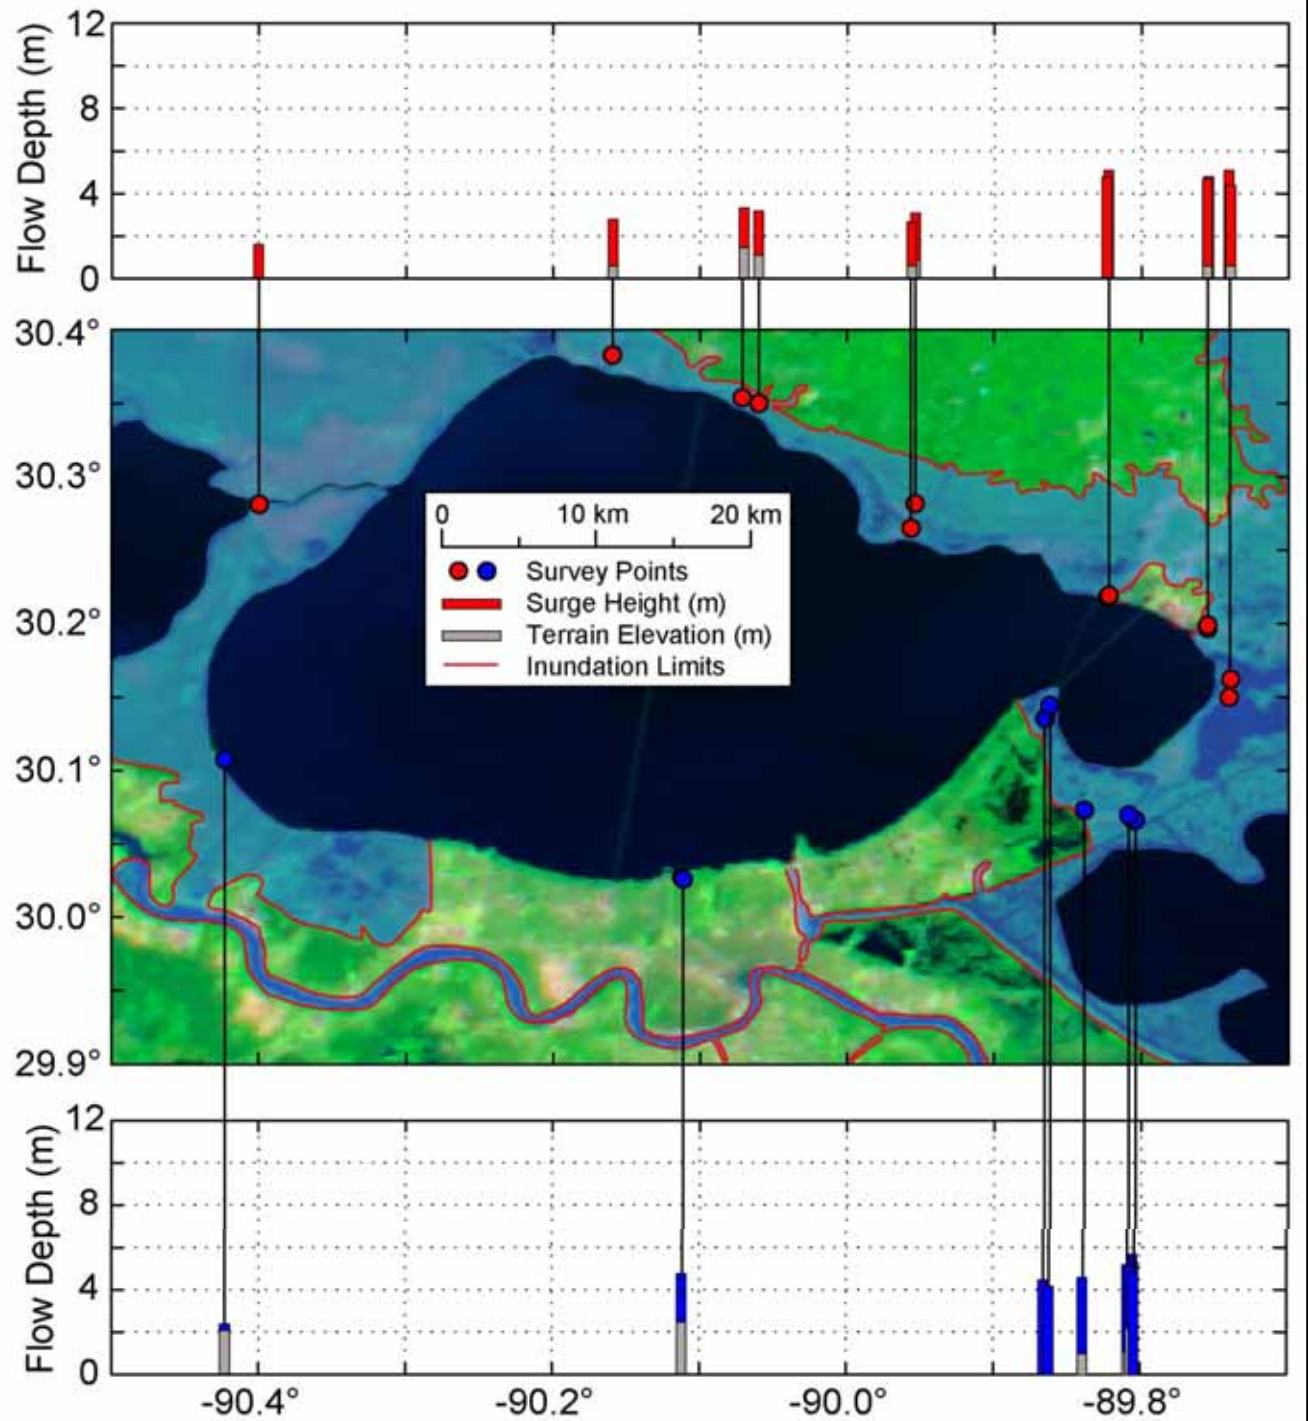 12
8
4
0
Flow Depth (m)
30.4°
30.3°
30.2°
30.1°
30.0°
29.9°
0 10 km 20 km
Survey Points
Surge Height (m)
Terrain Elevation (m)
Inundation Limits
12
8
4
0
Flow Depth (m)
-90.4° -90.2° -90.0° -89.8°